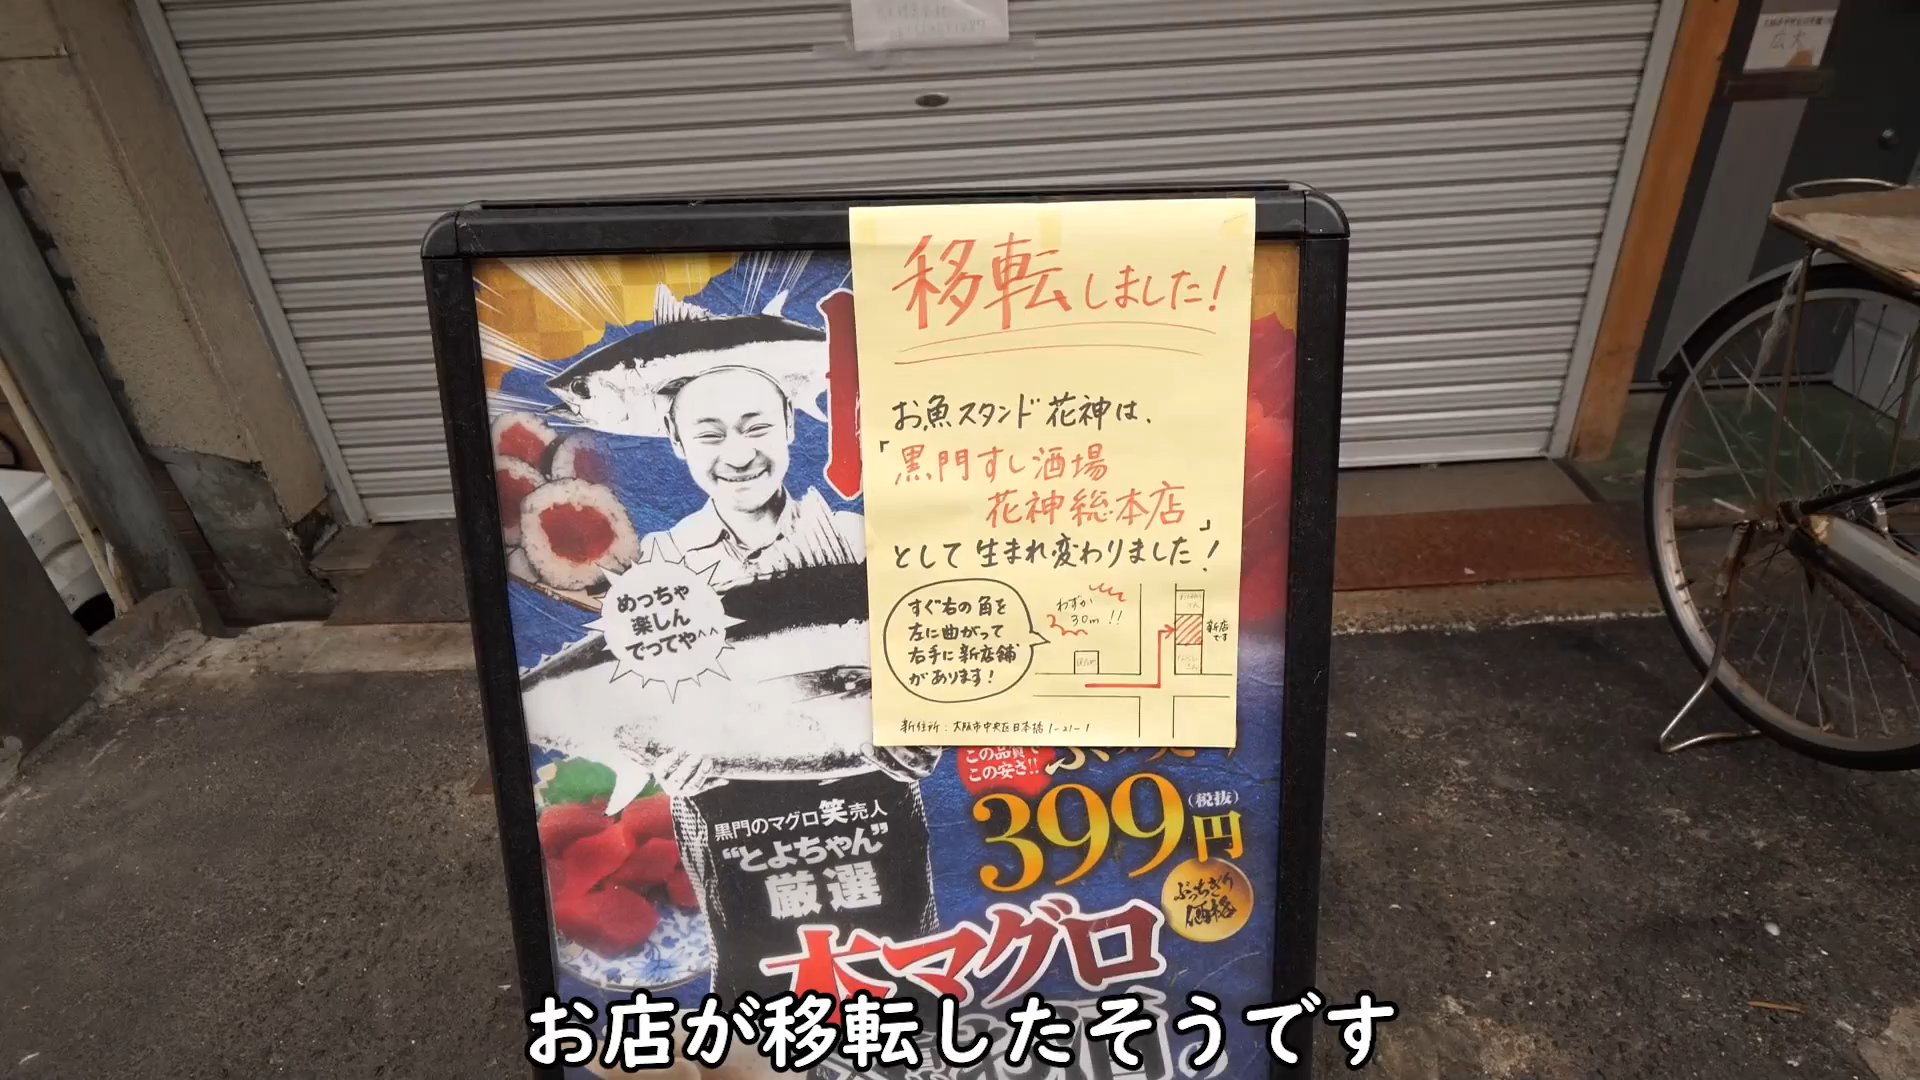 移転しました!
お魚スタンド花神は、
「黒門すし酒場
花神総本店」
として生まれ変わりました!
すぐ右の角を
左に曲がって
右手に新店舗
があります!
わずか
30m!!
新店
です
新住所:大阪市中央区日本橋1-21-1
めっちゃ
楽しん
でってや^^
この品質で
この安さ!!
399円
(税抜)
ぶっちぎり
価格
黒門のマグロ笑売人
“とよちゃん”
厳選
本マグロ
広大
お店が移転したそうです